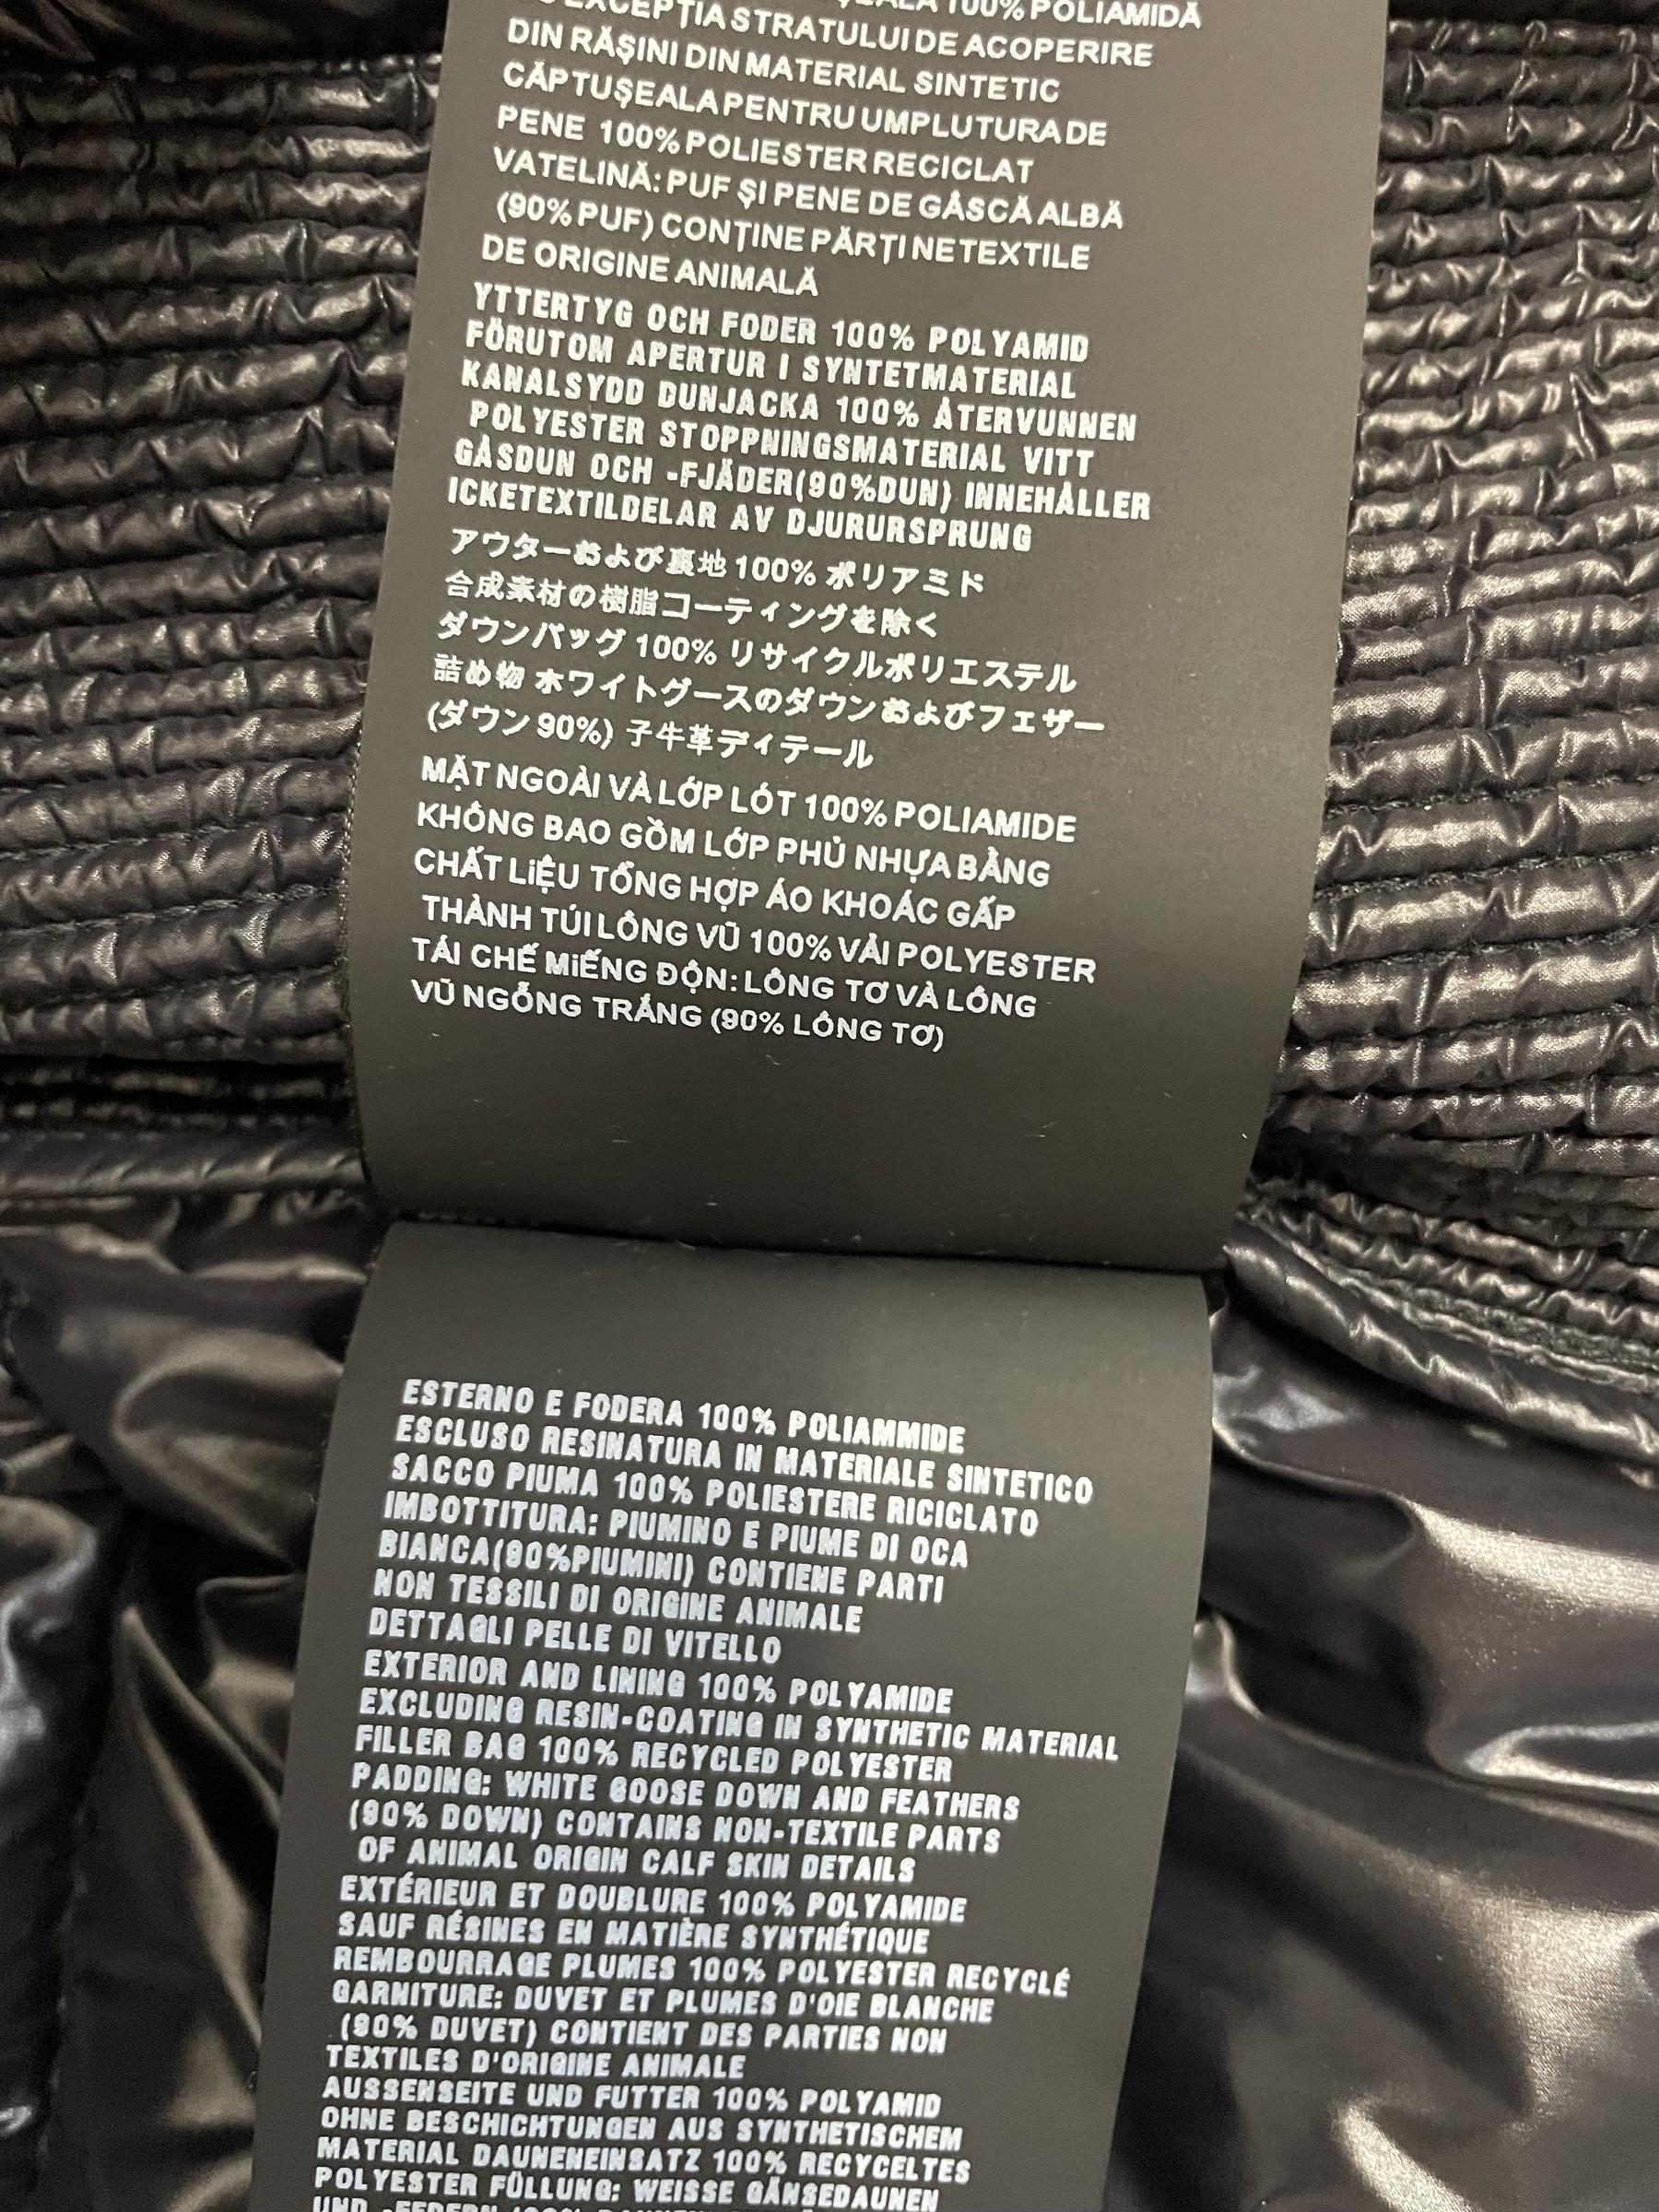 100% POLIAMIDĂ
EXCEPȚIA STRATULUI DE ACOPERIRE
DIN RĂȘINI DIN MATERIAL SINTETIC
CĂPTUȘEALA PENTRU UMPLUTURA DE
PENE 100% POLIESTER RECICLAT
VATELINĂ: PUF ȘI PENE DE GÂSCĂ ALBĂ
(90% PUF) CONȚINE PĂRȚI NETEXTILE
DE ORIGINE ANIMALĂ
YTTERTYG OCH FODER 100% POLYAMID
FÖRUTOM APERTUR I SYNTETMATERIAL
KANALSYDD DUNJACKA 100% ÅTERVUNNEN
POLYESTER STOPPNINGSMATERIAL VITT
GÅSDUN OCH -FJÄDER(90%DUN) INNEHÅLLER
ICKETEXTILDELAR AV DJURURSPRUNG
アウターおよび裏地 100% ポリアミド
合成素材の樹脂コーティングを除く
ダウンバッグ 100% リサイクルポリエステル
詰め物 ホワイトグースのダウンおよびフェザー
(ダウン 90%) 子牛革ディテール
MẶT NGOÀI VÀ LỚP LÓT 100% POLIAMIDE
KHÔNG BAO GỒM LỚP PHỦ NHỰA BẰNG
CHẤT LIỆU TỔNG HỢP ÁO KHOÁC GẤP
THÀNH TÚI LÔNG VŨ 100% VẢI POLYESTER
TÁI CHẾ MIẾNG ĐỘN: LÔNG TƠ VÀ LÔNG
VŨ NGỖNG TRẮNG (90% LÔNG TƠ)
ESTERNO E FODERA 100% POLIAMMIDE
ESCLUSO RESINATURA IN MATERIALE SINTETICO
SACCO PIUMA 100% POLIESTERE RICICLATO
IMBOTTITURA: PIUMINO E PIUME DI OCA
BIANCA(90%PIUMINI) CONTIENE PARTI
NON TESSILI DI ORIGINE ANIMALE
DETTAGLI PELLE DI VITELLO
EXTERIOR AND LINING 100% POLYAMIDE
EXCLUDING RESIN-COATING IN SYNTHETIC MATERIAL
FILLER BAG 100% RECYCLED POLYESTER
PADDING: WHITE GOOSE DOWN AND FEATHERS
(90% DOWN) CONTAINS NON-TEXTILE PARTS
OF ANIMAL ORIGIN CALF SKIN DETAILS
EXTÉRIEUR ET DOUBLURE 100% POLYAMIDE
SAUF RÉSINES EN MATIÈRE SYNTHÉTIQUE
REMBOURRAGE PLUMES 100% POLYESTER RECYCLÉ
GARNITURE: DUVET ET PLUMES D'OIE BLANCHE
(90% DUVET) CONTIENT DES PARTIES NON
TEXTILES D'ORIGINE ANIMALE
AUSSENSEITE UND FUTTER 100% POLYAMID
OHNE BESCHICHTUNGEN AUS SYNTHETISCHEM
MATERIAL DAUNENEINSATZ 100% RECYCELTES
POLYESTER FÜLLUNG: WEISSE GÄNSEDAUNEN